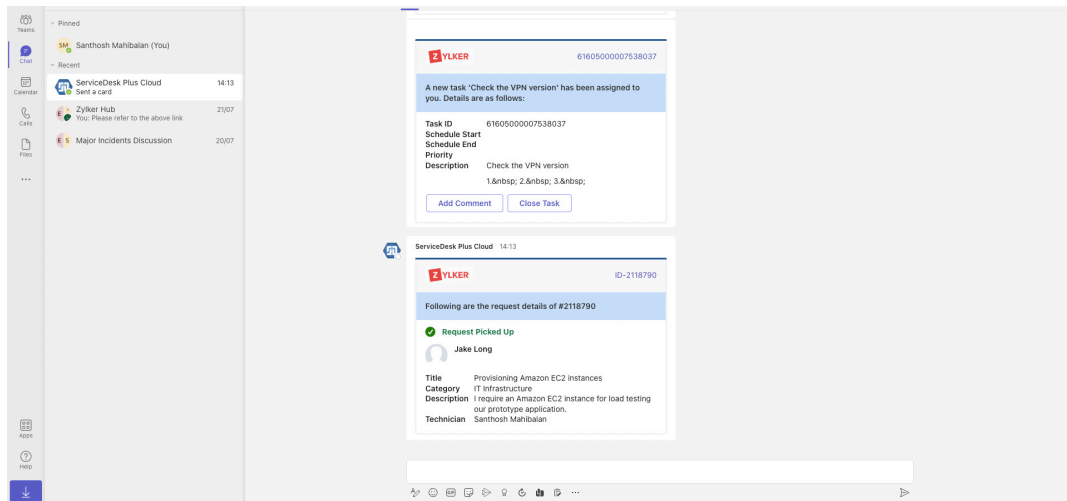 Teams
Chat
Calendar
Calls
Files
Apps
Help
Pinned
SM
Santhosh Mahibalan (You)
Recent
ServiceDesk Plus Cloud 14:13
Sent a card
Zylker Hub 21/07
You: Please refer to the above link
E S Major Incidents Discussion 20/07
ZYLKER 61605000007538037
A new task 'Check the VPN version' has been assigned to
you. Details are as follows:
Task ID 61605000007538037
Schedule Start
Schedule End
Priority
Description Check the VPN version
1.&nbsp; 2.&nbsp; 3.&nbsp;
Add Comment Close Task
ServiceDesk Plus Cloud 14:13
ZYLKER ID-2118790
Following are the request details of #2118790
Request Picked Up
Jake Long
Title Provisioning Amazon EC2 instances
Category IT Infrastructure
Description I require an Amazon EC2 instance for load testing
our prototype application.
Technician Santhosh Mahibalan
GIF